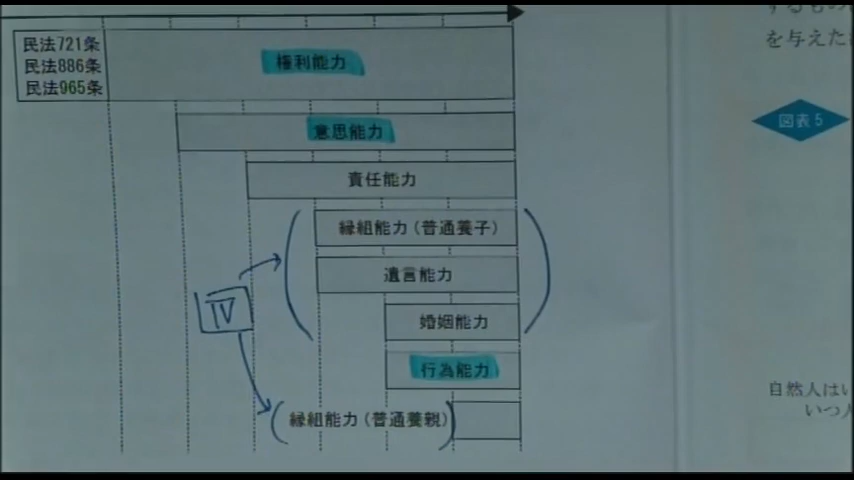 民法721条
民法886条
民法965条
権利能力
意思能力
責任能力
縁組能力（普通養子）
遺言能力
婚姻能力
行為能力
縁組能力（普通養親）
IV
を与えた
図表5
自然人は
いつ